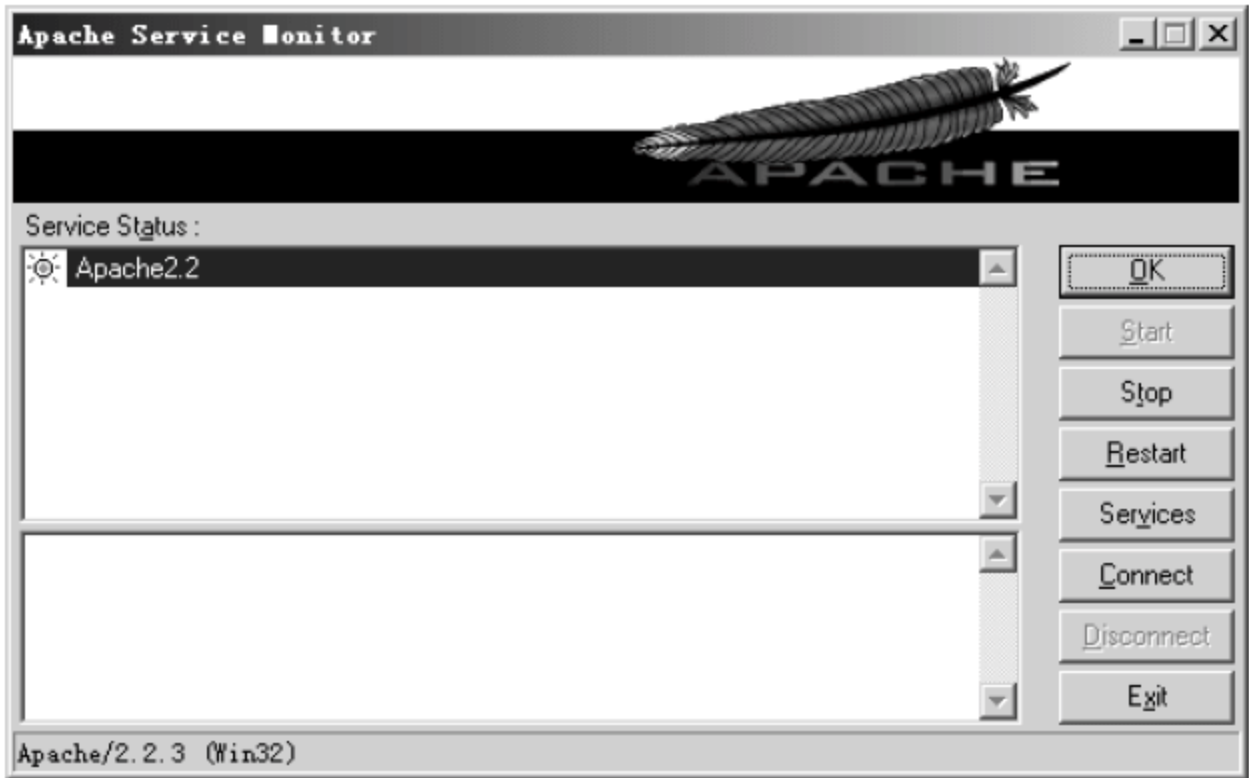 Apache Service Monitor
APACHE
Service Status :
Apache2.2
OK
Start
Stop
Restart
Services
Connect
Disconnect
Exit
Apache/2.2.3 (Win32)